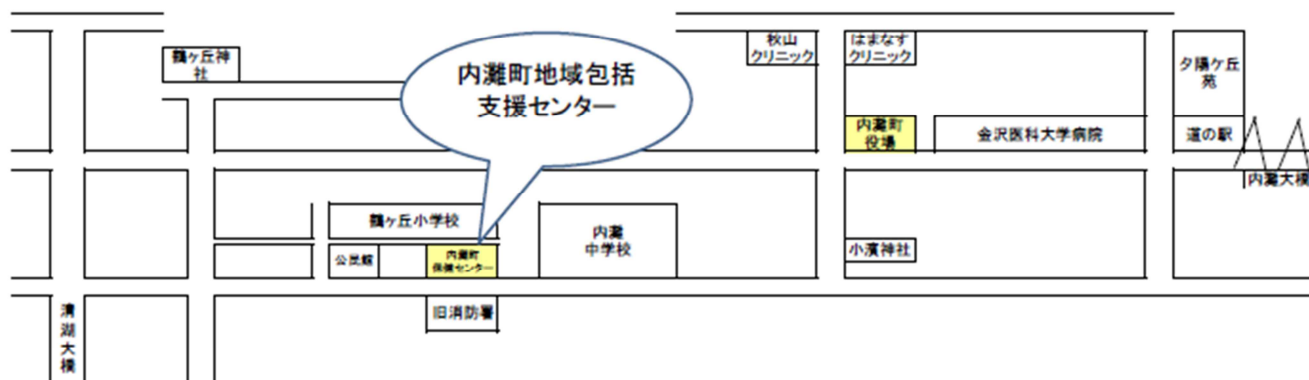 鶴ヶ丘神
社
内灘町地域包括
支援センター
秋山
クリニック
はまなす
クリニック
夕陽ケ丘
苑
内灘町
役場
金沢医科大学病院
道の駅
内灘大橋
鶴ヶ丘小学校
内灘
中学校
公民館
内灘町
保健センター
小濱神社
旧消防署
清湖大橋